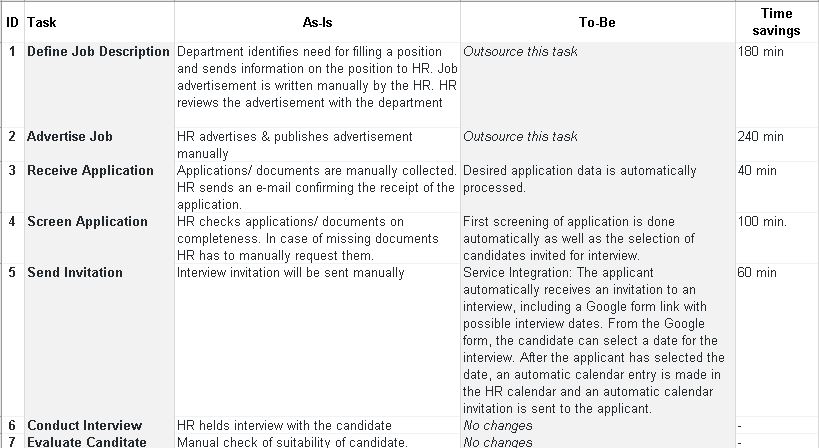 ID Task As-Is To-Be Time savings
1 Define Job Description Department identifies need for filling a position Outsource this task 180 min
and sends information on the position to HR. Job
advertisement is written manually by the HR. HR
reviews the advertisement with the department
2 Advertise Job HR advertises & publishes advertisement Outsource this task 240 min
manually
3 Receive Application Applications/ documents are manually collected. Desired application data is automatically 40 min
HR sends an e-mail confirming the receipt of the processed.
application.
4 Screen Application HR checks applications/ documents on First screening of application is done 100 min.
completeness. In case of missing documents automatically as well as the selection of
HR has to manually request them. candidates invited for interview.
5 Send Invitation Interview invitation will be sent manually Service Integration: The applicant 60 min
automatically receives an invitation to an
interview, including a Google form link with
possible interview dates. From the Google
form, the candidate can select a date for the
interview. After the applicant has selected the
date, an automatic calendar entry is made in
the HR calendar and an automatic calendar
invitation is sent to the applicant.
6 Conduct Interview HR helds interview with the candidate No changes -
7 Evaluate Canditate Manual check of suitability of candidate. No changes -